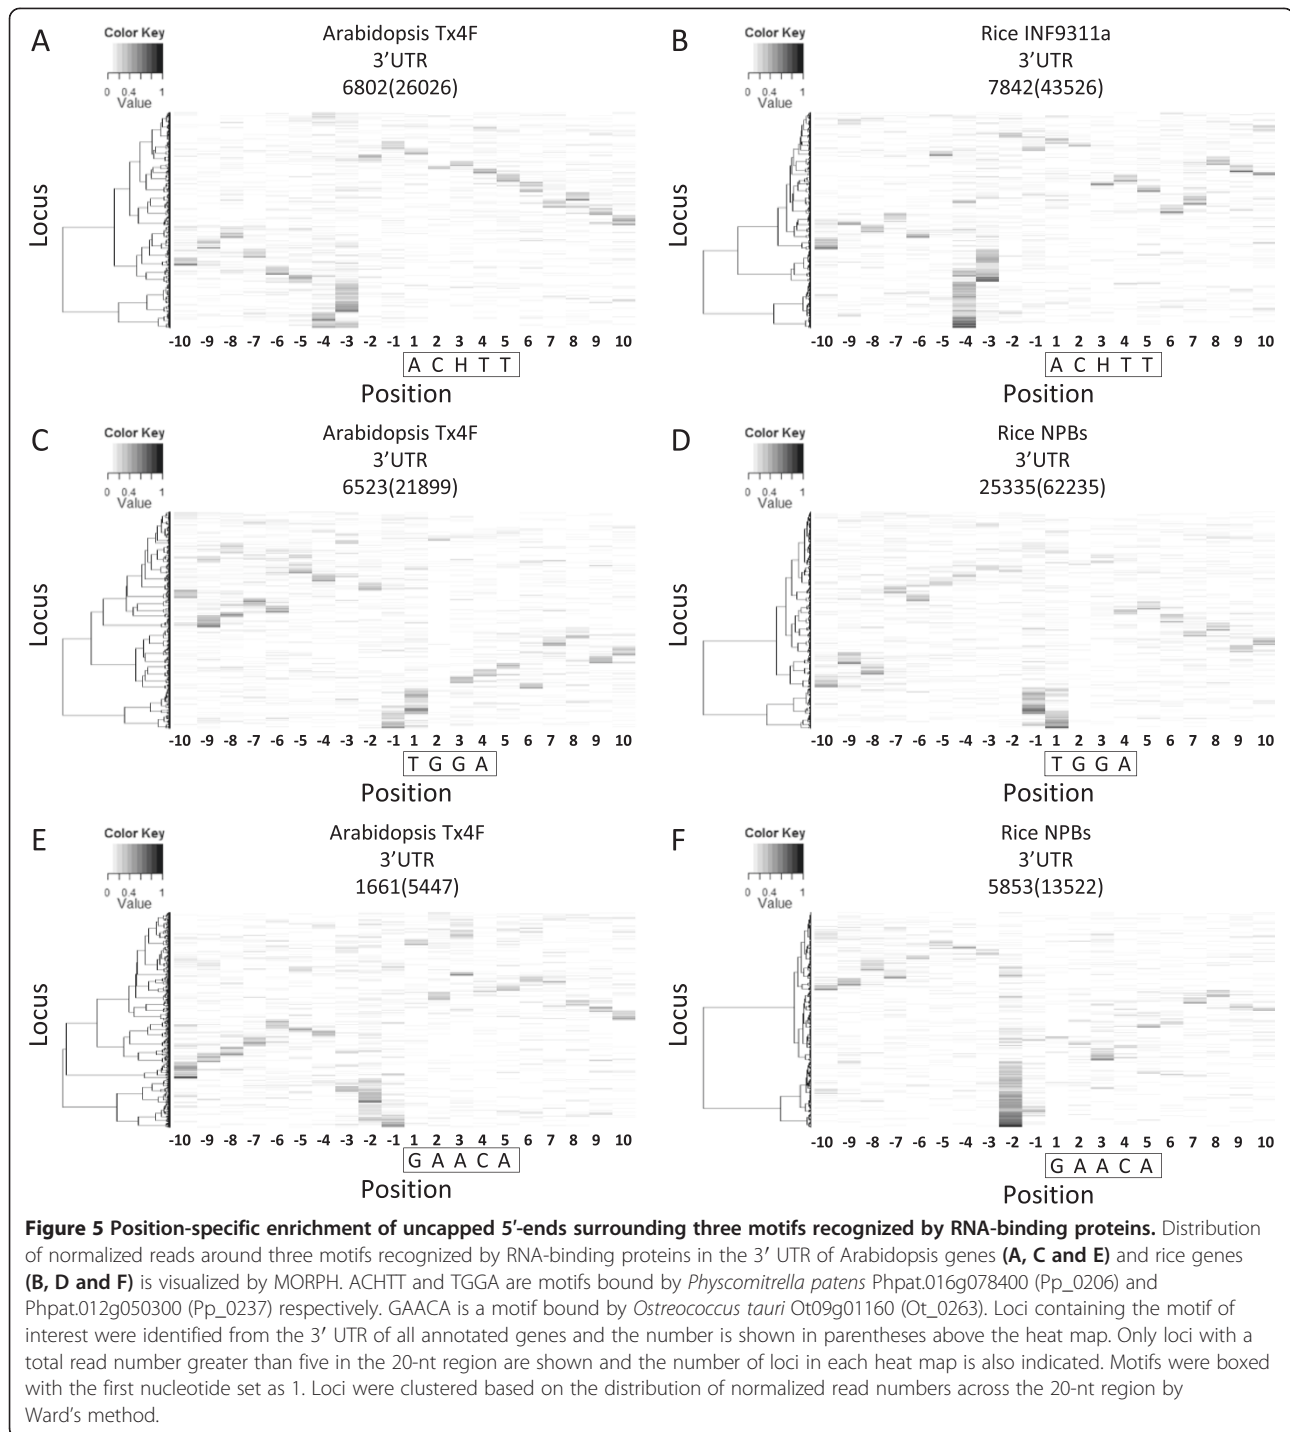 A
Color Key
0 0.4 1
Value
Arabidopsis Tx4F
3’UTR
6802(26026)
Locus
-10 -9 -8 -7 -6 -5 -4 -3 -2 -1 1 2 3 4 5 6 7 8 9 10
A C H T T
Position
B
Color Key
0 0.4 1
Value
Rice INF9311a
3’UTR
7842(43526)
Locus
-10 -9 -8 -7 -6 -5 -4 -3 -2 -1 1 2 3 4 5 6 7 8 9 10
A C H T T
Position
C
Color Key
0 0.4 1
Value
Arabidopsis Tx4F
3’UTR
6523(21899)
Locus
-10 -9 -8 -7 -6 -5 -4 -3 -2 -1 1 2 3 4 5 6 7 8 9 10
T G G A
Position
D
Color Key
0 0.4 1
Value
Rice NPBs
3’UTR
25335(62235)
Locus
-10 -9 -8 -7 -6 -5 -4 -3 -2 -1 1 2 3 4 5 6 7 8 9 10
T G G A
Position
E
Color Key
0 0.4 1
Value
Arabidopsis Tx4F
3’UTR
1661(5447)
Locus
-10 -9 -8 -7 -6 -5 -4 -3 -2 -1 1 2 3 4 5 6 7 8 9 10
G A A C A
Position
F
Color Key
0 0.4 1
Value
Rice NPBs
3’UTR
5853(13522)
Locus
-10 -9 -8 -7 -6 -5 -4 -3 -2 -1 1 2 3 4 5 6 7 8 9 10
G A A C A
Position
Figure 5 Position-specific enrichment of uncapped 5′-ends surrounding three motifs recognized by RNA-binding proteins. Distribution
of normalized reads around three motifs recognized by RNA-binding proteins in the 3′ UTR of Arabidopsis genes (A, C and E) and rice genes
(B, D and F) is visualized by MORPH. ACHTT and TGGA are motifs bound by Physcomitrella patens Phpat.016g078400 (Pp_0206) and
Phpat.012g050300 (Pp_0237) respectively. GAACA is a motif bound by Ostreococcus tauri Ot09g01160 (Ot_0263). Loci containing the motif of
interest were identified from the 3′ UTR of all annotated genes and the number is shown in parentheses above the heat map. Only loci with a
total read number greater than five in the 20-nt region are shown and the number of loci in each heat map is also indicated. Motifs were boxed
with the first nucleotide set as 1. Loci were clustered based on the distribution of normalized read numbers across the 20-nt region by
Ward’s method.